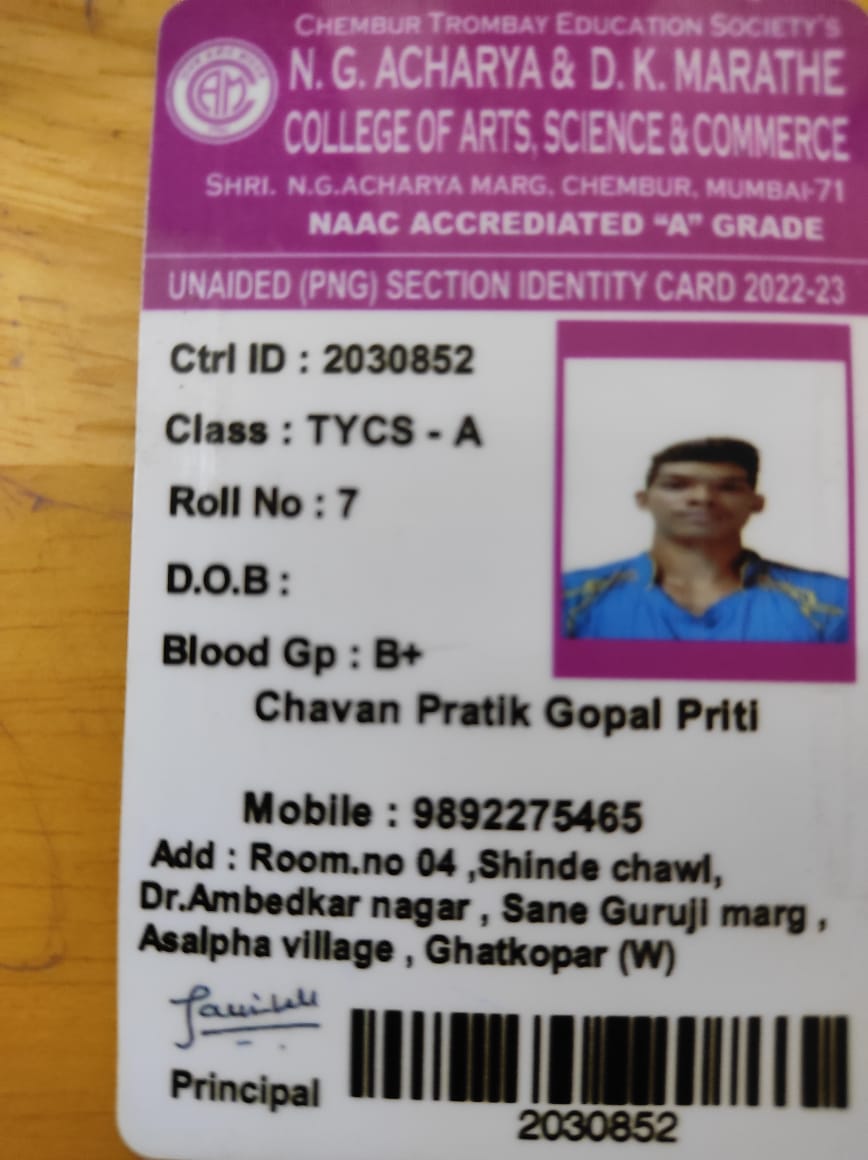 CHEMBUR TROMBAY EDUCATION SOCIETY'S
N. G. ACHARYA & D. K. MARATHE
COLLEGE OF ARTS, SCIENCE & COMMERCE
SHRI. N.G.ACHARYA MARG, CHEMBUR, MUMBAI-71
NAAC ACCREDIATED “A” GRADE
UNAIDED (PNG) SECTION IDENTITY CARD 2022-23
Ctrl ID : 2030852
Class : TYCS - A
Roll No : 7
D.O.B :
Blood Gp : B+
Chavan Pratik Gopal Priti
Mobile : 9892275465
Add : Room.no 04 ,Shinde chawl,
Dr.Ambedkar nagar , Sane Guruji marg ,
Asalpha village , Ghatkopar (W)
Principal
2030852